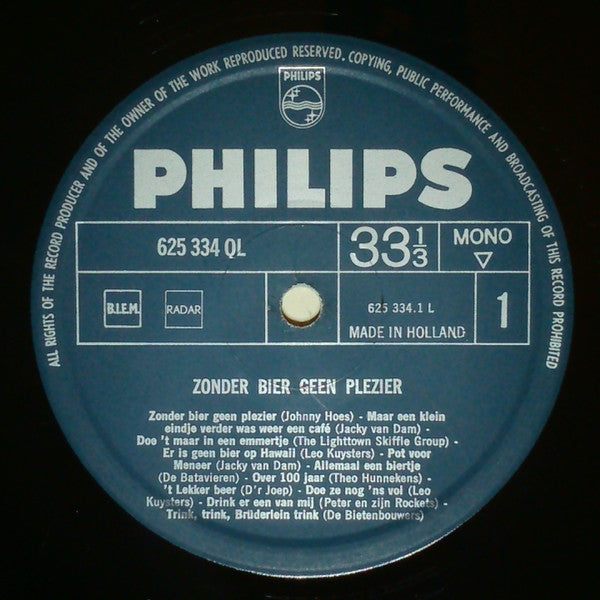 ALL RIGHTS OF THE RECORD PRODUCER AND OF THE OWNER OF THE WORK REPRODUCED RESERVED. COPYING, PUBLIC PERFORMANCE AND BROADCASTING OF THIS RECORD PROHIBITED
PHILIPS
PHILIPS
625 334 QL
33 1/3
MONO
B.I.E.M.
RADAR
625 334.1 L
MADE IN HOLLAND
1
ZONDER BIER GEEN PLEZIER
Zonder bier geen plezier (Johnny Hoes) - Maar een klein
eindje verder was weer een café (Jacky van Dam) -
Doe 't maar in een emmertje (The Lighttown Skiffle Group) -
Er is geen bier op Hawaii (Leo Kuysters) - Pot voor
Meneer (Jacky van Dam) - Allemaal een biertje
(De Batavieren) - Over 100 jaar (Theo Hunnekens) -
't Lekker beer (D'r Joep) - Doe ze nog 'ns vol (Leo
Kuysters) - Drink er een van mij (Peter en zijn Rockets) -
Trink, trink, Brüderlein trink (De Bietenbouwers)